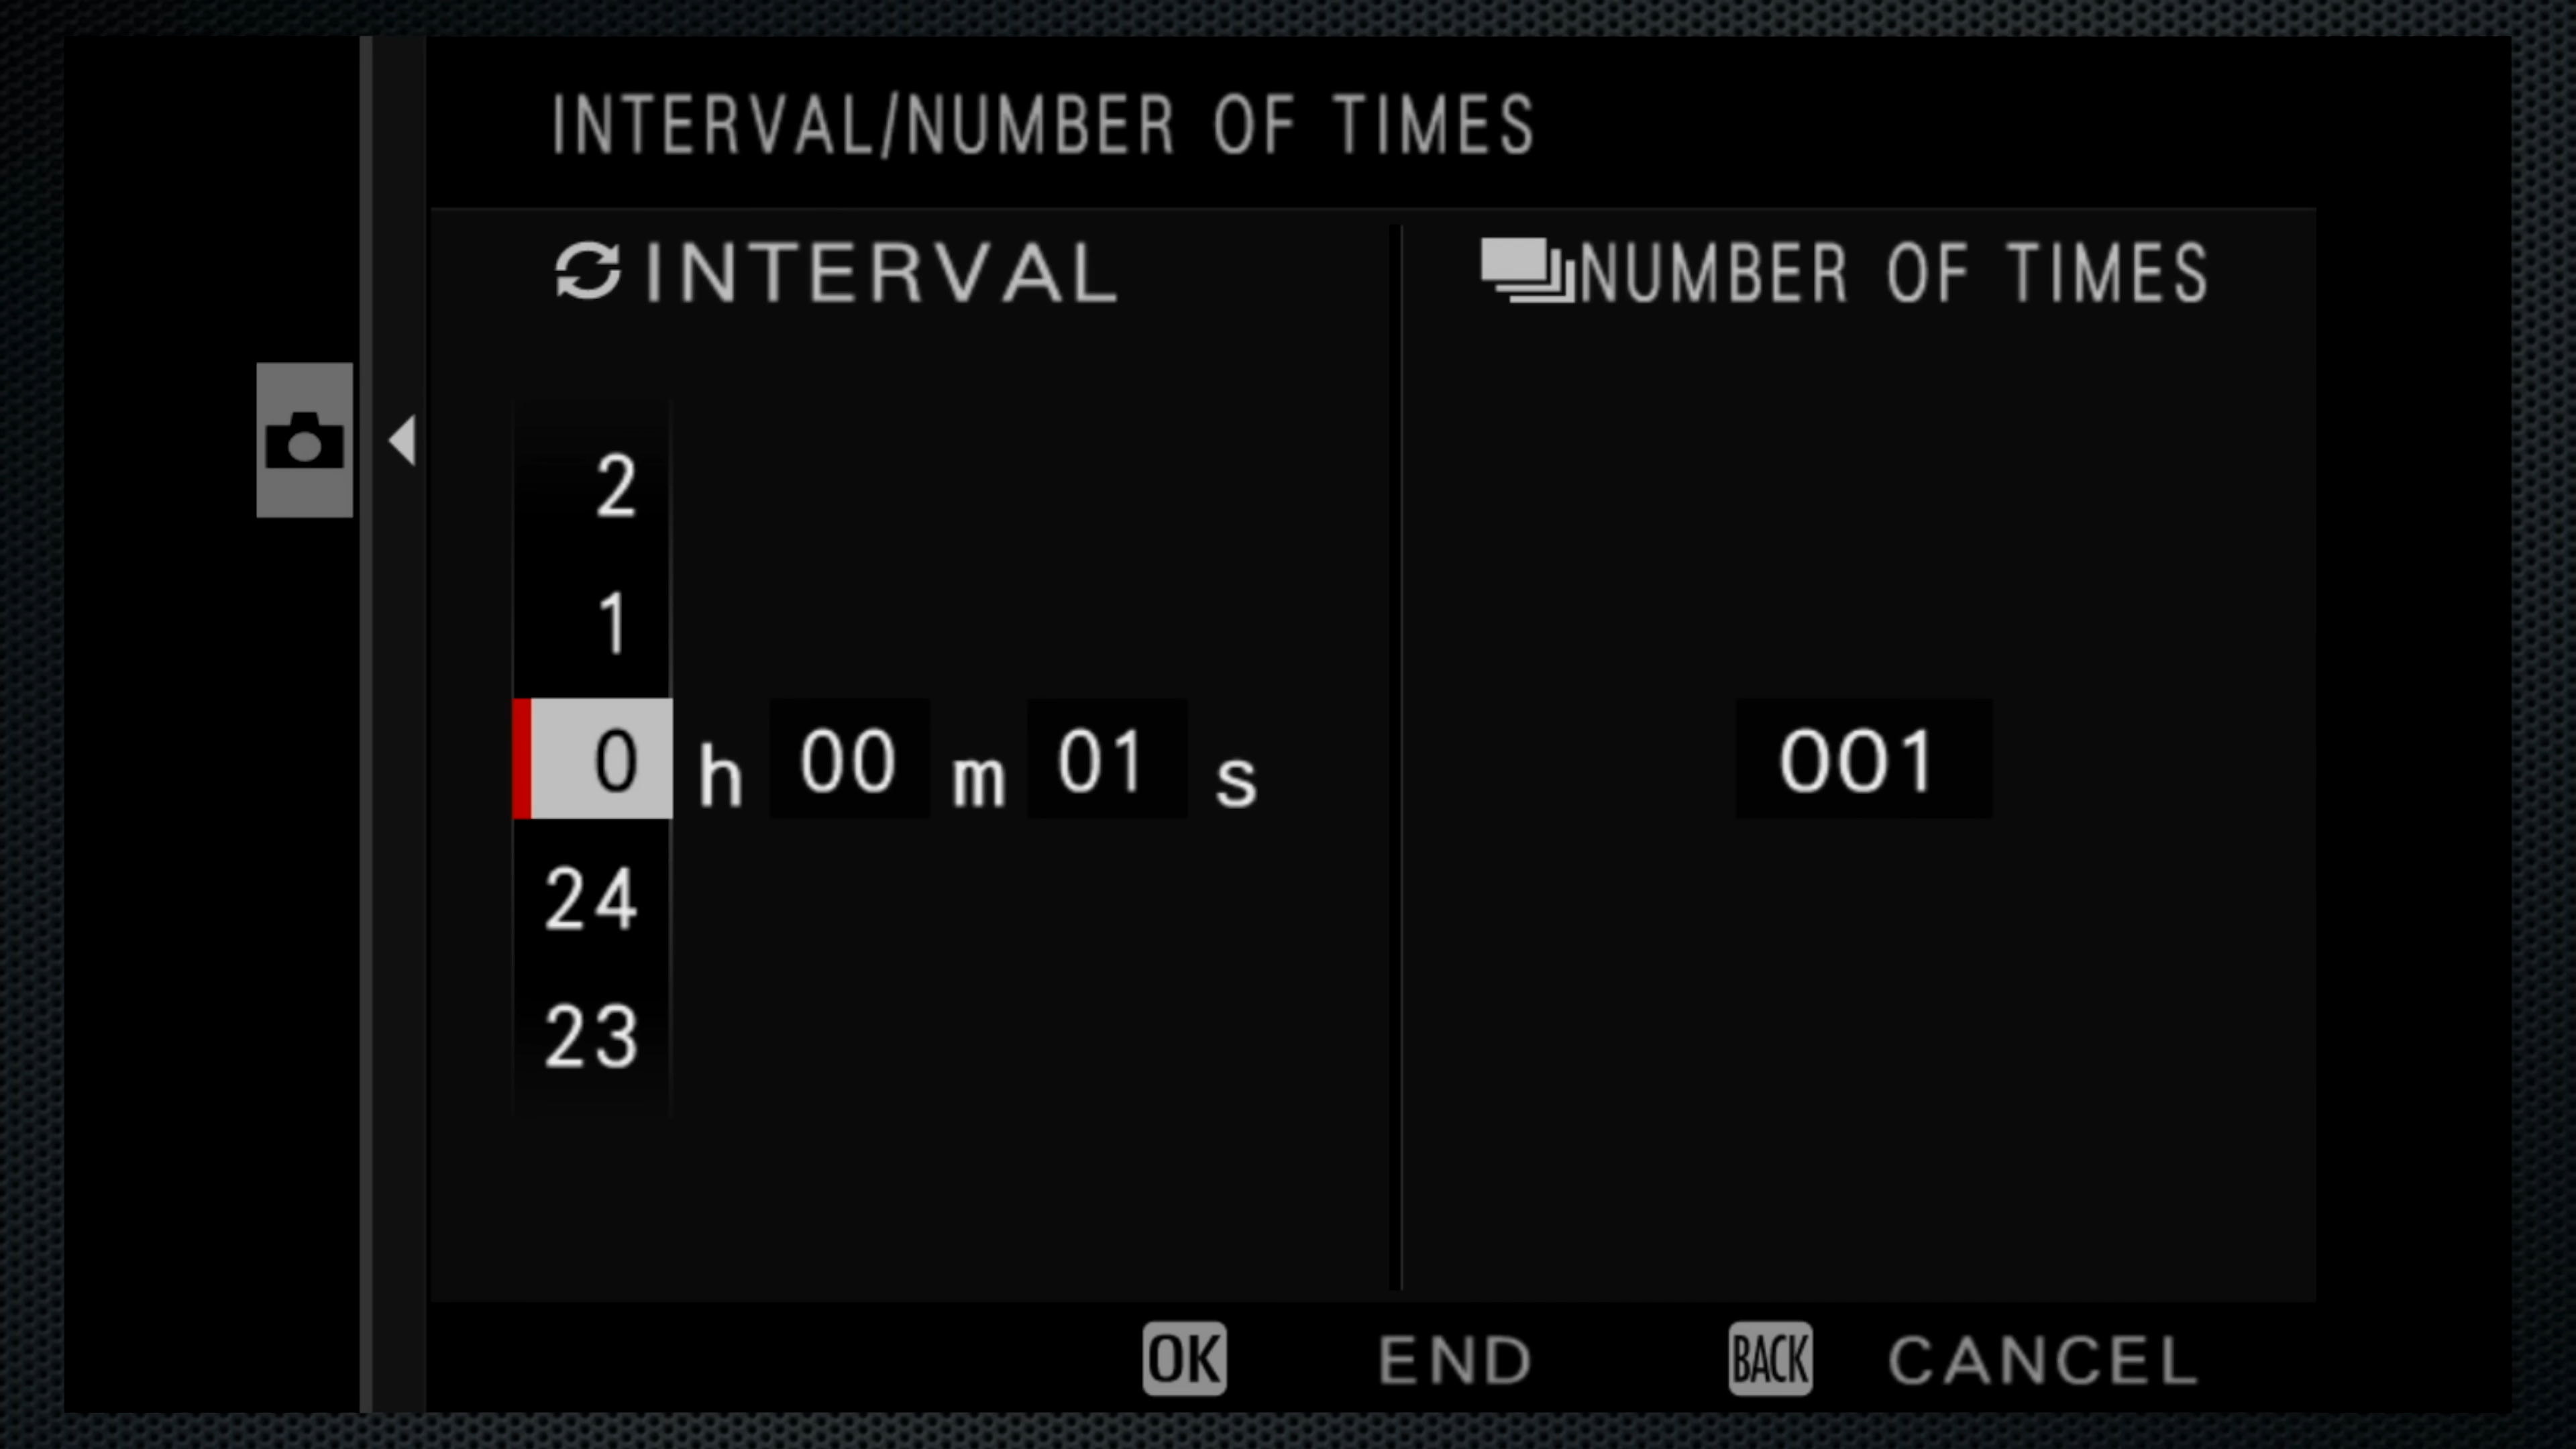 INTERVAL/NUMBER OF TIMES
INTERVAL
NUMBER OF TIMES
2
1
0 h 00 m 01 s
001
24
23
OK END BACK CANCEL